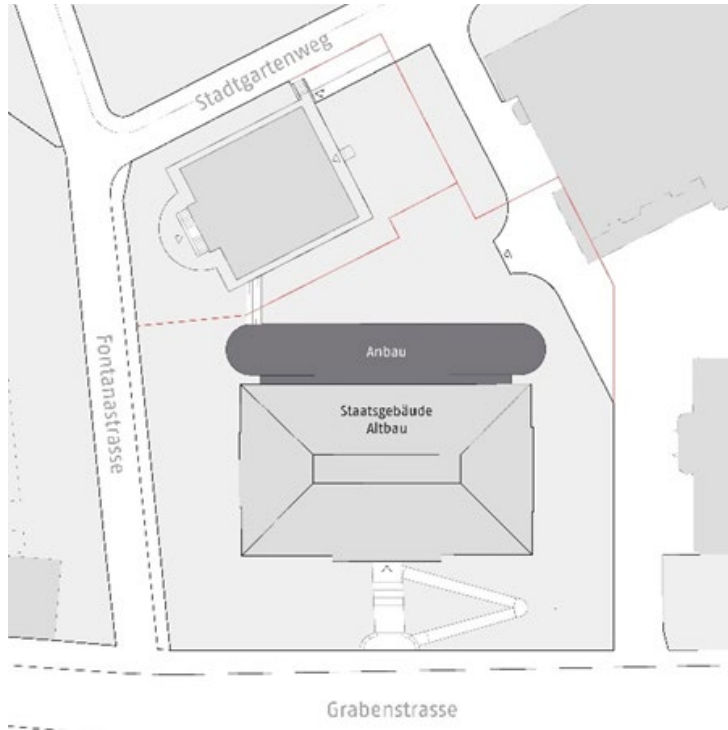 Stadtgartenweg
Fontanastrasse
Anbau
Staatsgebäude
Altbau
Grabenstrasse